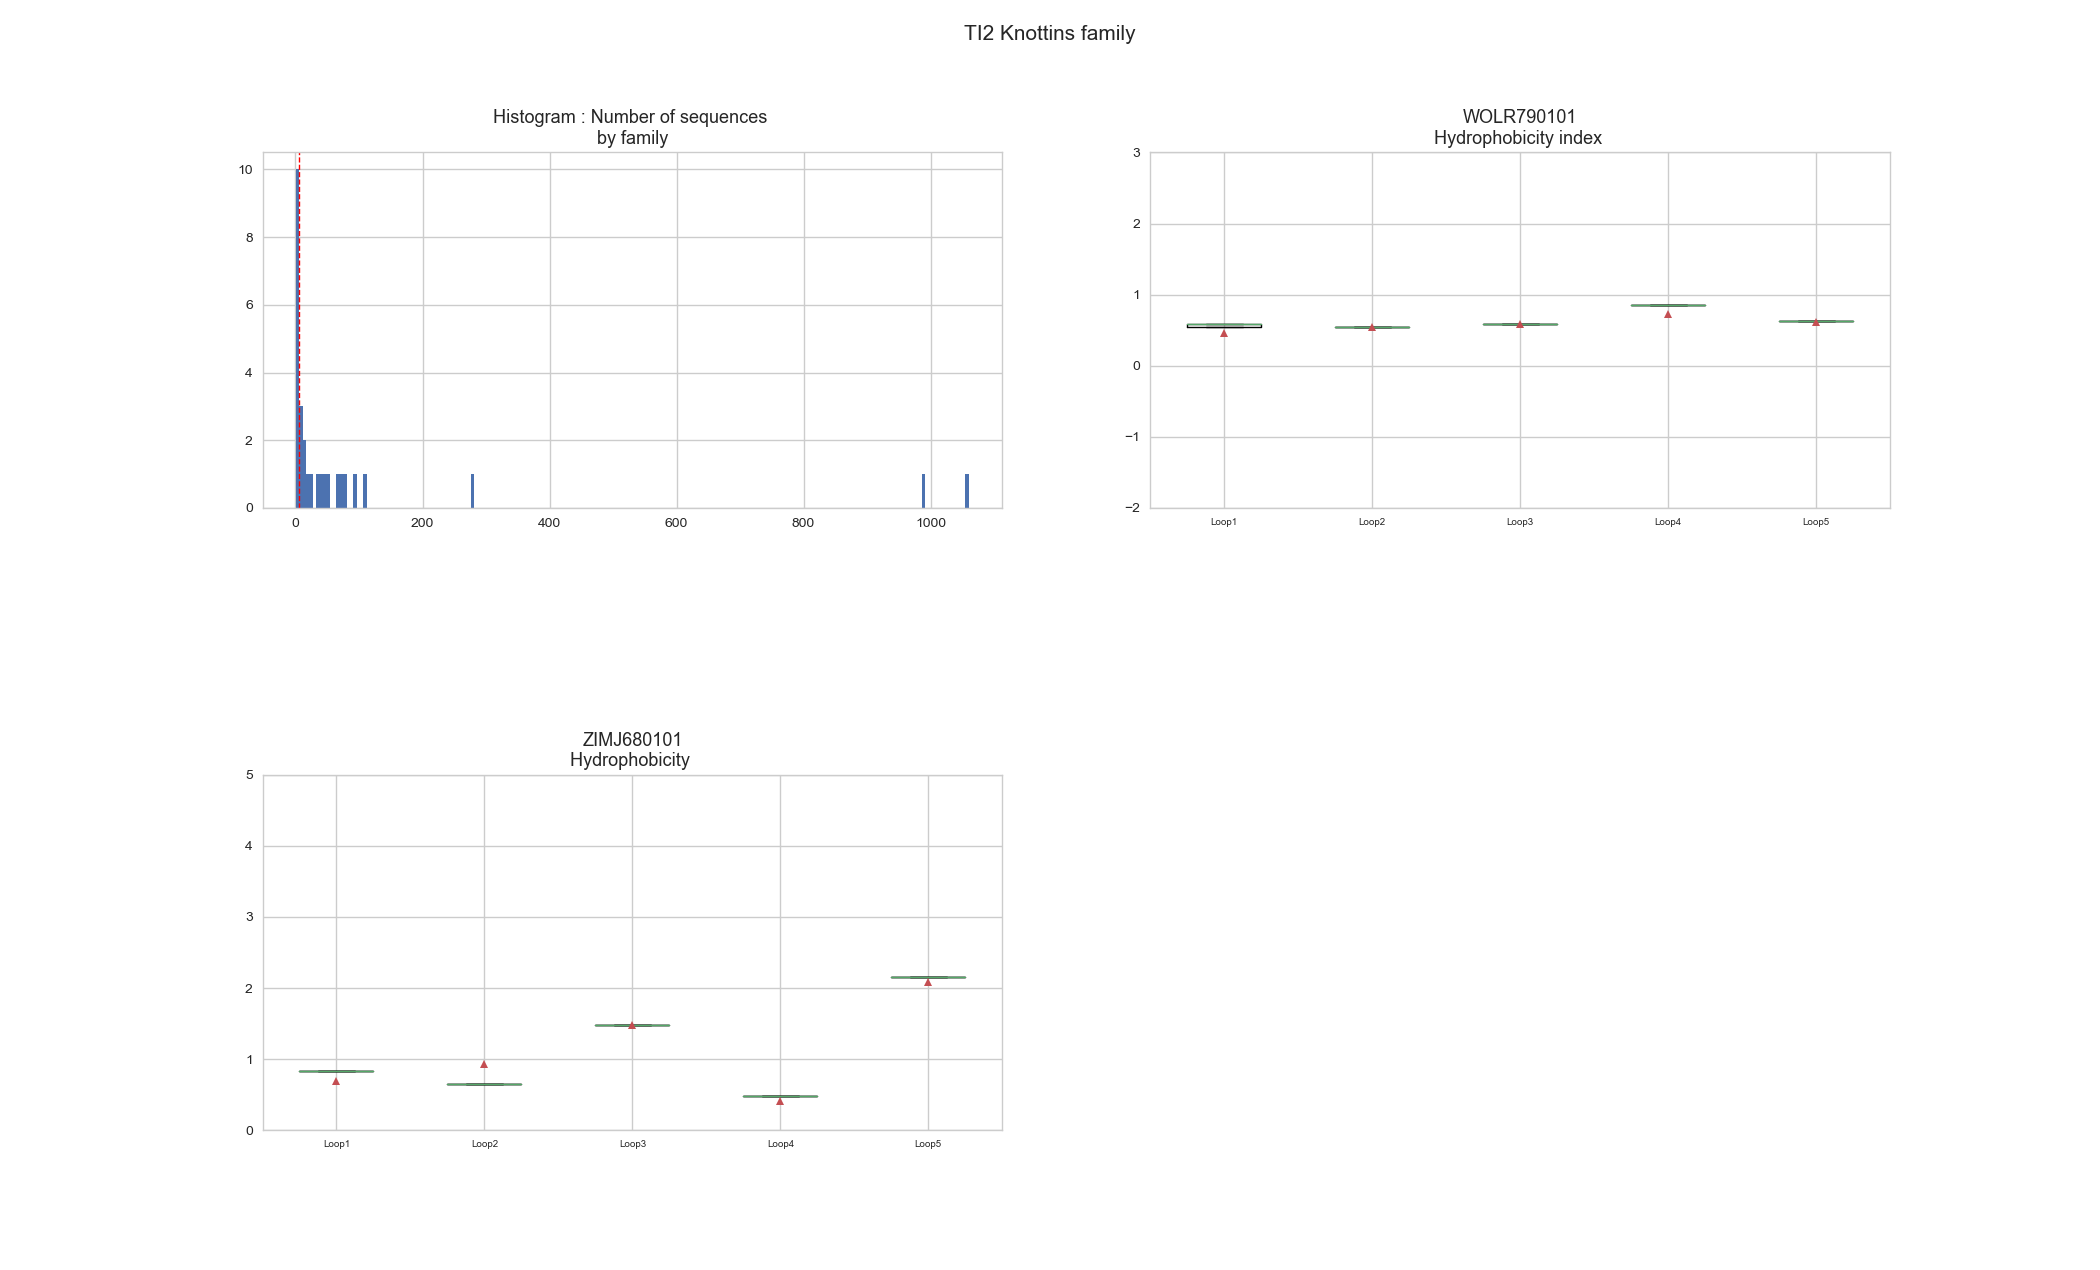 TI2 Knottins family
Histogram : Number of sequences
by family
10
8
6
4
2
0
0 200 400 600 800 1000
WOLR790101
Hydrophobicity index
3
2
1
0
−1
−2
Loop1 Loop2 Loop3 Loop4 Loop5
ZIMJ680101
Hydrophobicity
5
4
3
2
1
0
Loop1 Loop2 Loop3 Loop4 Loop5